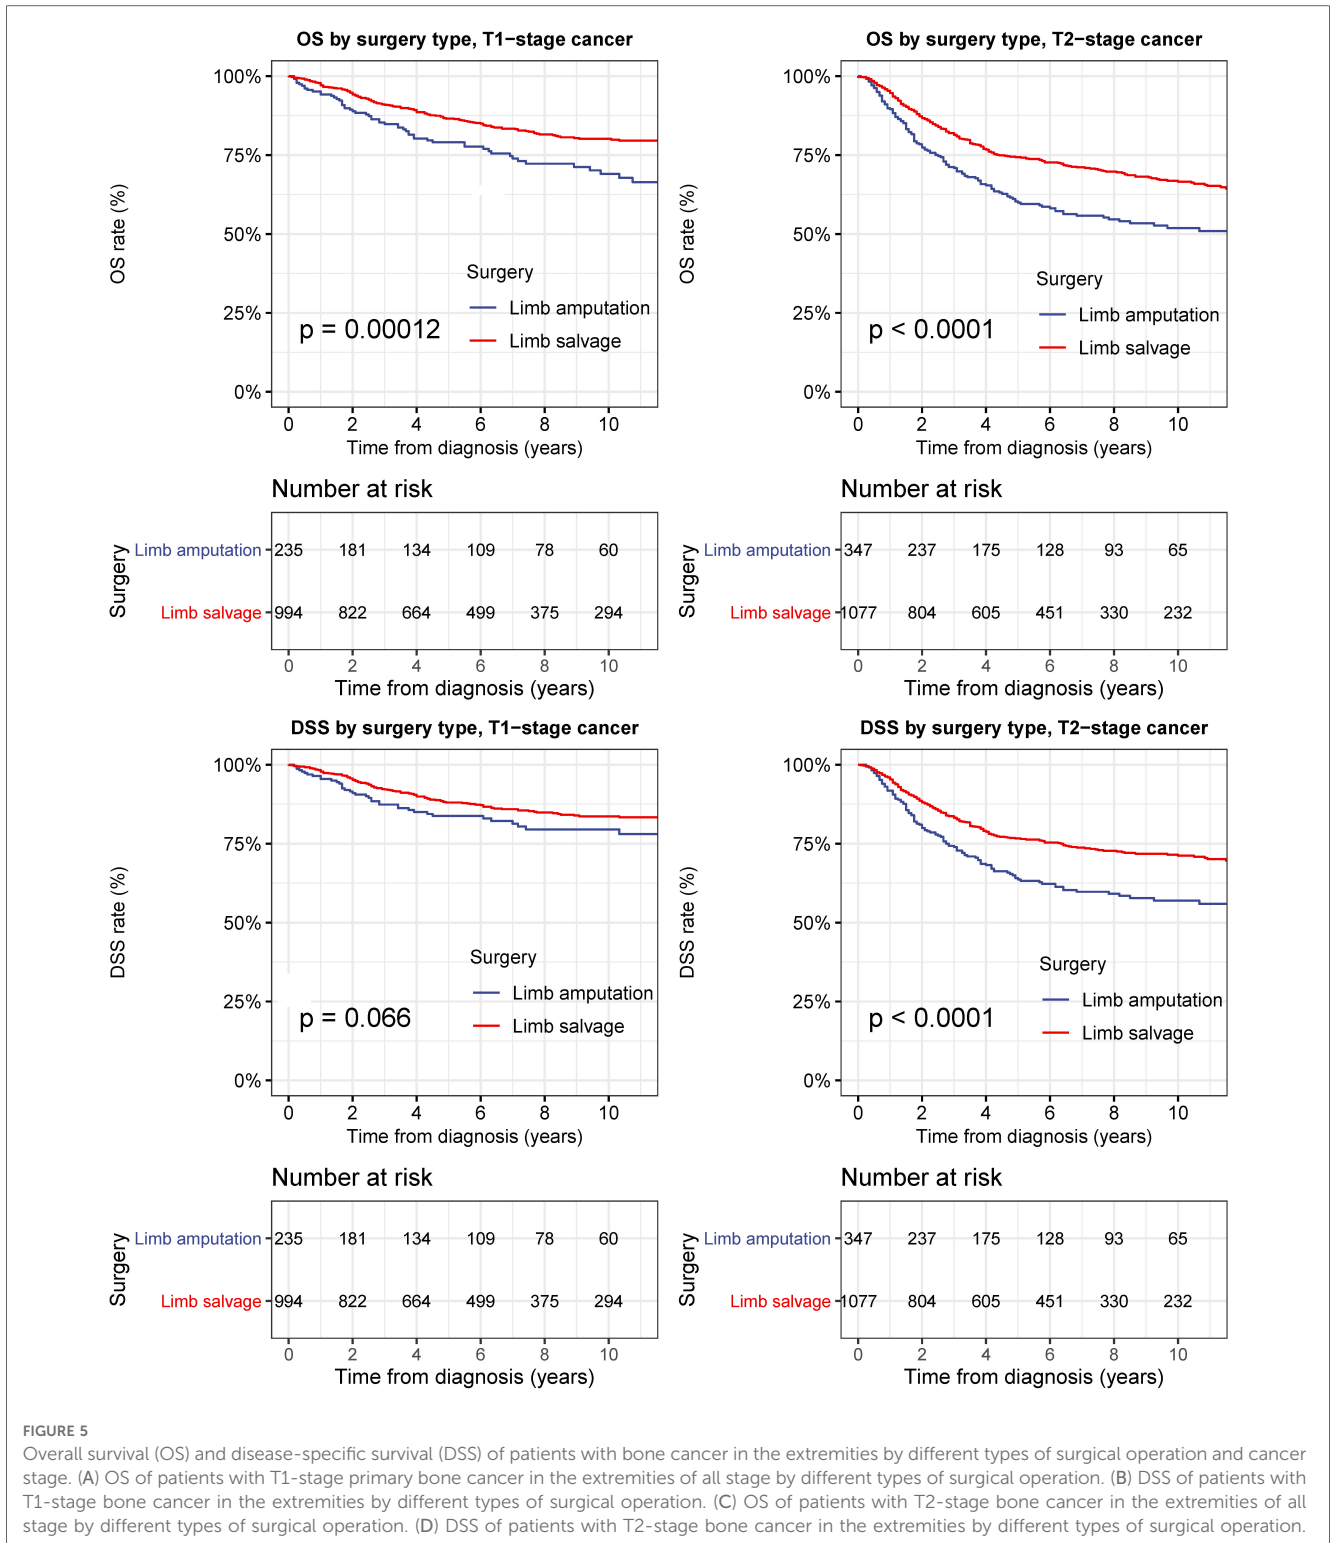 OS by surgery type, T1−stage cancer
100%
75%
50%
25%
0%
OS rate (%)
Surgery
Limb amputation
Limb salvage
p = 0.00012
0 2 4 6 8 10
Time from diagnosis (years)
Number at risk
Surgery
Limb amputation 235 181 134 109 78 60
Limb salvage 994 822 664 499 375 294
0 2 4 6 8 10
Time from diagnosis (years)
OS by surgery type, T2−stage cancer
100%
75%
50%
25%
0%
OS rate (%)
Surgery
Limb amputation
Limb salvage
p < 0.0001
0 2 4 6 8 10
Time from diagnosis (years)
Number at risk
Surgery
Limb amputation 347 237 175 128 93 65
Limb salvage 1077 804 605 451 330 232
0 2 4 6 8 10
Time from diagnosis (years)
DSS by surgery type, T1−stage cancer
100%
75%
50%
25%
0%
DSS rate (%)
Surgery
Limb amputation
Limb salvage
p = 0.066
0 2 4 6 8 10
Time from diagnosis (years)
Number at risk
Surgery
Limb amputation 235 181 134 109 78 60
Limb salvage 994 822 664 499 375 294
0 2 4 6 8 10
Time from diagnosis (years)
DSS by surgery type, T2−stage cancer
100%
75%
50%
25%
0%
DSS rate (%)
Surgery
Limb amputation
Limb salvage
p < 0.0001
0 2 4 6 8 10
Time from diagnosis (years)
Number at risk
Surgery
Limb amputation 347 237 175 128 93 65
Limb salvage 1077 804 605 451 330 232
0 2 4 6 8 10
Time from diagnosis (years)
FIGURE 5
Overall survival (OS) and disease-specific survival (DSS) of patients with bone cancer in the extremities by different types of surgical operation and cancer
stage. (A) OS of patients with T1-stage primary bone cancer in the extremities of all stage by different types of surgical operation. (B) DSS of patients with
T1-stage bone cancer in the extremities by different types of surgical operation. (C) OS of patients with T2-stage bone cancer in the extremities of all
stage by different types of surgical operation. (D) DSS of patients with T2-stage bone cancer in the extremities by different types of surgical operation.